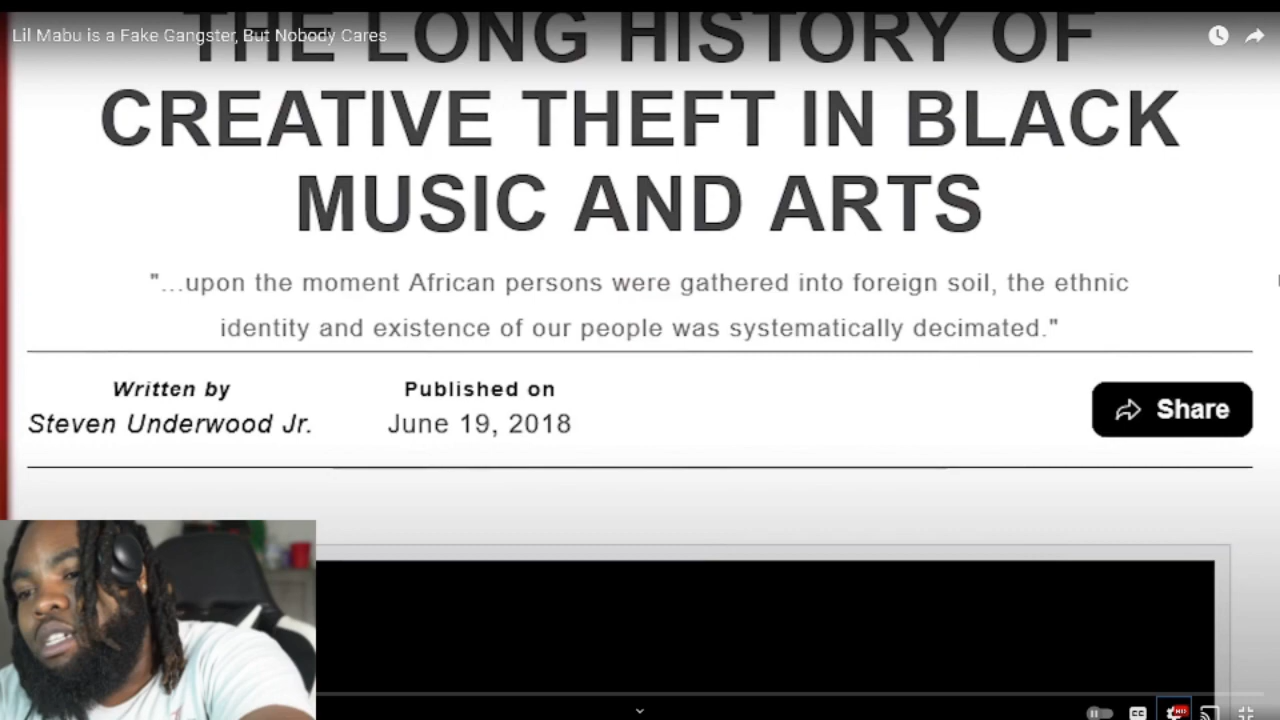 Lil Mabu is a Fake Gangster, But Nobody Cares
THE LONG HISTORY OF
CREATIVE THEFT IN BLACK
MUSIC AND ARTS
"...upon the moment African persons were gathered into foreign soil, the ethnic
identity and existence of our people was systematically decimated."
Written by
Published on
Steven Underwood Jr.
June 19, 2018
Share
CC
HD